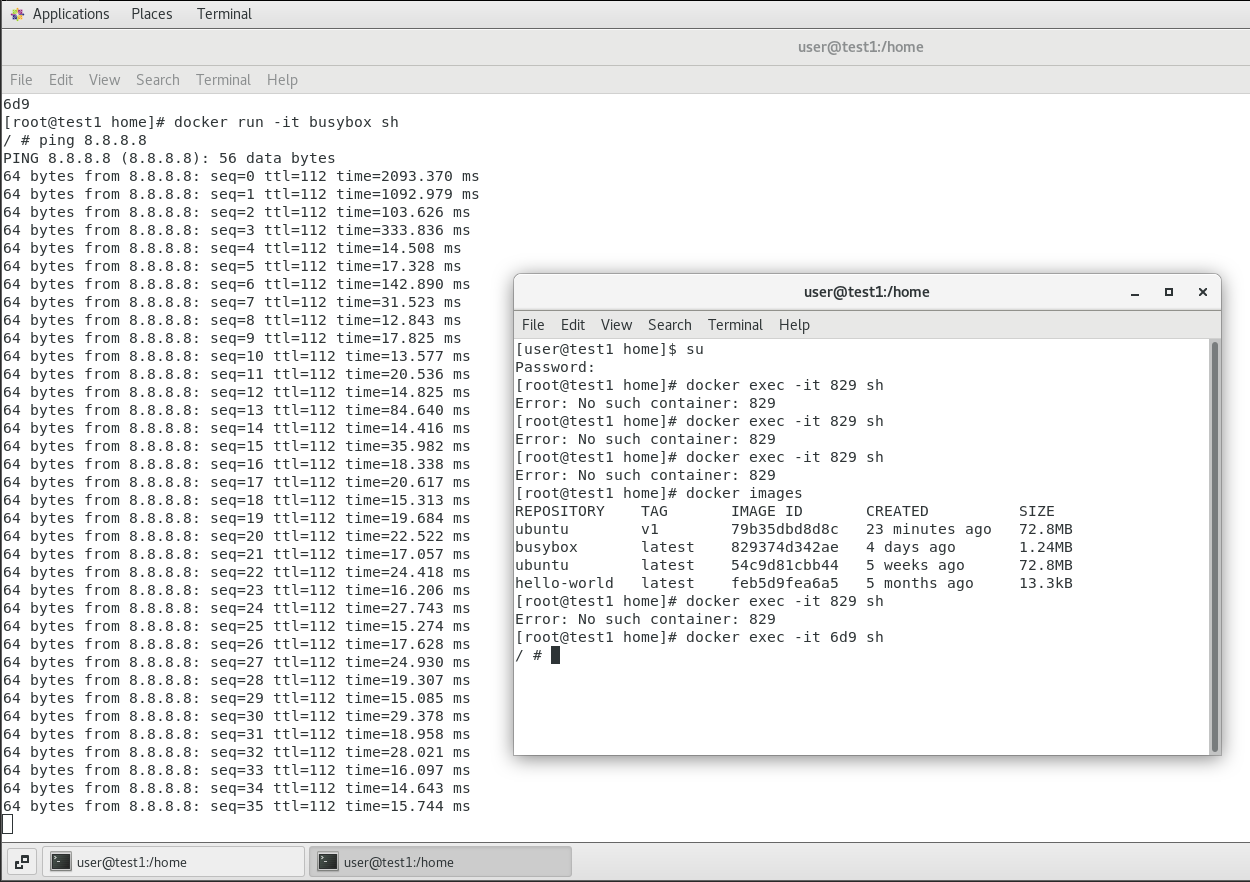 Applications Places Terminal
user@test1:/home
File Edit View Search Terminal Help
6d9
[root@test1 home]# docker run -it busybox sh
/ # ping 8.8.8.8
PING 8.8.8.8 (8.8.8.8): 56 data bytes
64 bytes from 8.8.8.8: seq=0 ttl=112 time=2093.370 ms
64 bytes from 8.8.8.8: seq=1 ttl=112 time=1092.979 ms
64 bytes from 8.8.8.8: seq=2 ttl=112 time=103.626 ms
64 bytes from 8.8.8.8: seq=3 ttl=112 time=333.836 ms
64 bytes from 8.8.8.8: seq=4 ttl=112 time=14.508 ms
64 bytes from 8.8.8.8: seq=5 ttl=112 time=17.328 ms
64 bytes from 8.8.8.8: seq=6 ttl=112 time=142.890 ms
64 bytes from 8.8.8.8: seq=7 ttl=112 time=31.523 ms
64 bytes from 8.8.8.8: seq=8 ttl=112 time=12.843 ms
64 bytes from 8.8.8.8: seq=9 ttl=112 time=17.825 ms
64 bytes from 8.8.8.8: seq=10 ttl=112 time=13.577 ms
64 bytes from 8.8.8.8: seq=11 ttl=112 time=20.536 ms
64 bytes from 8.8.8.8: seq=12 ttl=112 time=14.825 ms
64 bytes from 8.8.8.8: seq=13 ttl=112 time=84.640 ms
64 bytes from 8.8.8.8: seq=14 ttl=112 time=14.416 ms
64 bytes from 8.8.8.8: seq=15 ttl=112 time=35.982 ms
64 bytes from 8.8.8.8: seq=16 ttl=112 time=18.338 ms
64 bytes from 8.8.8.8: seq=17 ttl=112 time=20.617 ms
64 bytes from 8.8.8.8: seq=18 ttl=112 time=15.313 ms
64 bytes from 8.8.8.8: seq=19 ttl=112 time=19.684 ms
64 bytes from 8.8.8.8: seq=20 ttl=112 time=22.522 ms
64 bytes from 8.8.8.8: seq=21 ttl=112 time=17.057 ms
64 bytes from 8.8.8.8: seq=22 ttl=112 time=24.418 ms
64 bytes from 8.8.8.8: seq=23 ttl=112 time=16.206 ms
64 bytes from 8.8.8.8: seq=24 ttl=112 time=27.743 ms
64 bytes from 8.8.8.8: seq=25 ttl=112 time=15.274 ms
64 bytes from 8.8.8.8: seq=26 ttl=112 time=17.628 ms
64 bytes from 8.8.8.8: seq=27 ttl=112 time=24.930 ms
64 bytes from 8.8.8.8: seq=28 ttl=112 time=19.307 ms
64 bytes from 8.8.8.8: seq=29 ttl=112 time=15.085 ms
64 bytes from 8.8.8.8: seq=30 ttl=112 time=29.378 ms
64 bytes from 8.8.8.8: seq=31 ttl=112 time=18.958 ms
64 bytes from 8.8.8.8: seq=32 ttl=112 time=28.021 ms
64 bytes from 8.8.8.8: seq=33 ttl=112 time=16.097 ms
64 bytes from 8.8.8.8: seq=34 ttl=112 time=14.643 ms
64 bytes from 8.8.8.8: seq=35 ttl=112 time=15.744 ms
user@test1:/home
File Edit View Search Terminal Help
[user@test1 home]$ su
Password:
[root@test1 home]# docker exec -it 829 sh
Error: No such container: 829
[root@test1 home]# docker exec -it 829 sh
Error: No such container: 829
[root@test1 home]# docker exec -it 829 sh
Error: No such container: 829
[root@test1 home]# docker images
REPOSITORY    TAG       IMAGE ID       CREATED          SIZE
ubuntu        v1        79b35dbd8d8c   23 minutes ago   72.8MB
busybox       latest    829374d342ae   4 days ago       1.24MB
ubuntu        latest    54c9d81cbb44   5 weeks ago      72.8MB
hello-world   latest    feb5d9fea6a5   5 months ago     13.3kB
[root@test1 home]# docker exec -it 829 sh
Error: No such container: 829
[root@test1 home]# docker exec -it 6d9 sh
/ #
user@test1:/home user@test1:/home